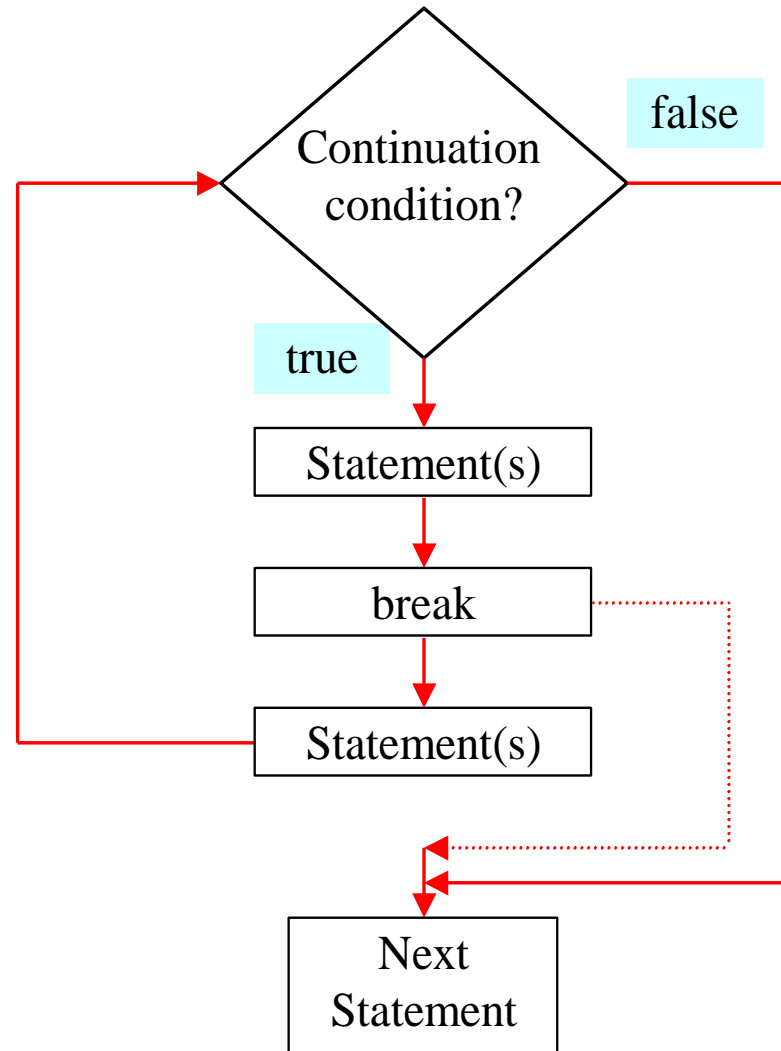 false
Continuation
condition?
true
Statement(s)
break
Statement(s)
Next
Statement